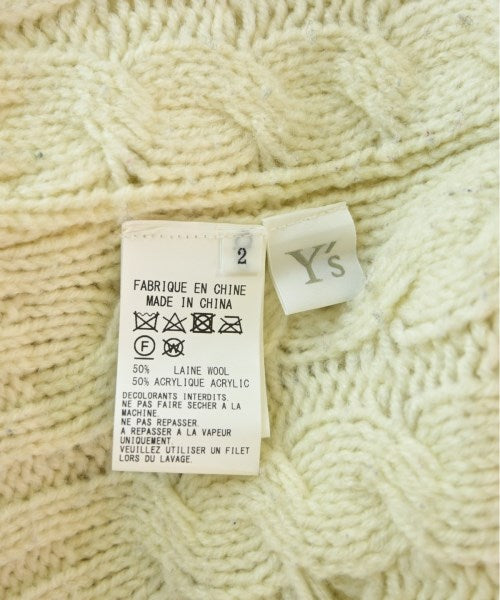 2
Y's
FABRIQUE EN CHINE
MADE IN CHINA
F
W
50% LAINE WOOL
50% ACRYLIQUE ACRYLIC
DECOLORANTS INTERDITS.
NE PAS FAIRE SECHER A LA
MACHINE.
NE PAS REPASSER.
A REPASSER A LA VAPEUR
UNIQUEMENT.
VEUILLEZ UTILISER UN FILET
LORS DU LAVAGE.